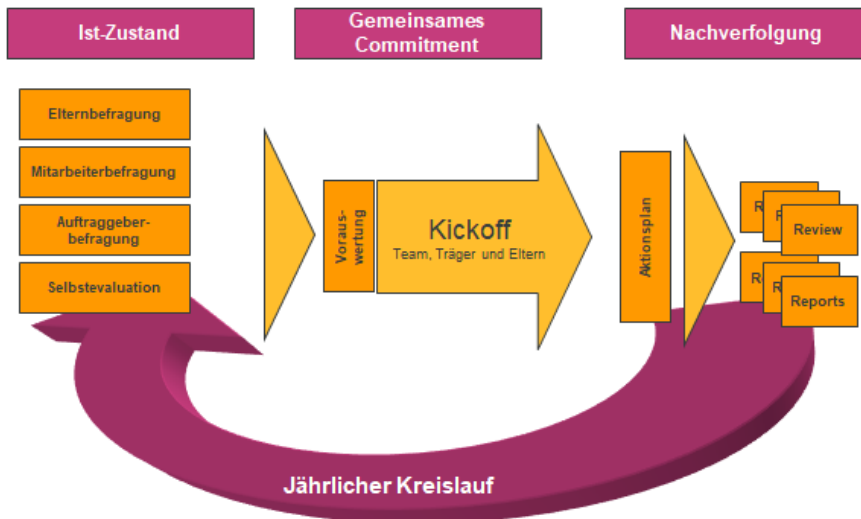 Ist-Zustand
Gemeinsames
Commitment
Nachverfolgung
Elternbefragung
Mitarbeiterbefragung
Auftraggeber-
befragung
Selbstevaluation
Voraus-
wertung
Kickoff
Team, Träger und Eltern
Aktionsplan
Review
Reports
Jährlicher Kreislauf